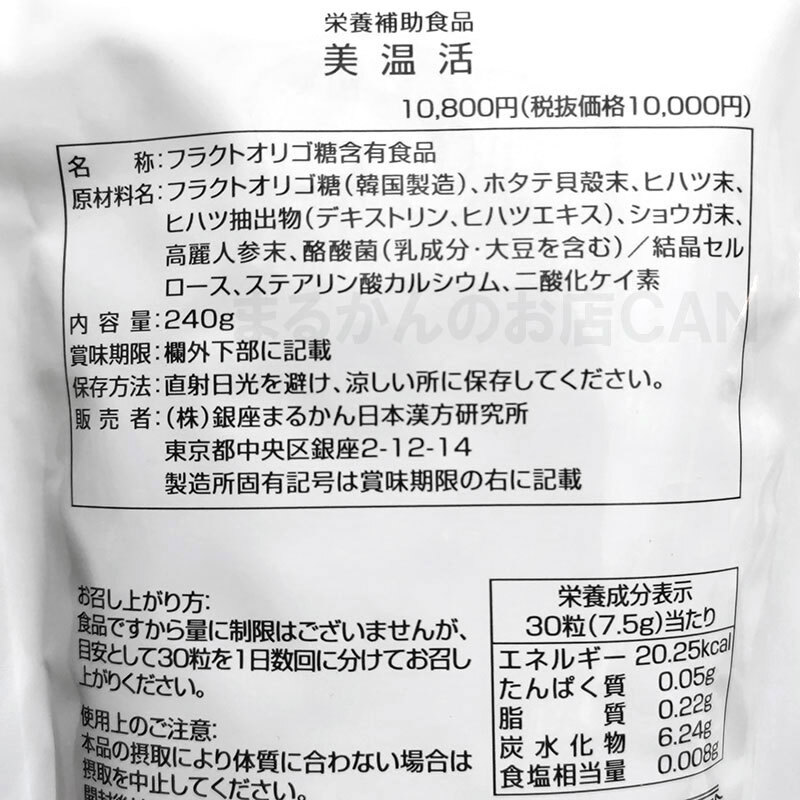 栄養補助食品
美温活
10,800円(税抜価格10,000円)
名 称:フラクトオリゴ糖含有食品
原材料名:フラクトオリゴ糖(韓国製造)、ホタテ貝殻末、ヒハツ末、
ヒハツ抽出物(デキストリン、ヒハツエキス)、ショウガ末、
高麗人参末、酪酸菌(乳成分・大豆を含む)/結晶セル
ロース、ステアリン酸カルシウム、二酸化ケイ素
内容量:240g
まるかんのお店CAN
賞味期限:欄外下部に記載
保存方法:直射日光を避け、涼しい所に保存してください。
販売者:(株)銀座まるかん日本漢方研究所
東京都中央区銀座2-12-14
製造所固有記号は賞味期限の右に記載
お召し上がり方:
食品ですから量に制限はございませんが、
目安として30粒を1日数回に分けてお召し
上がりください。
使用上のご注意:
本品の摂取により体質に合わない場合は
摂取を中止してください。
栄養成分表示
30粒(7.5g)当たり
エネルギー 20.25kcal
たんぱく質 0.05g
脂質 0.22g
炭水化物 6.24g
食塩相当量 0.008g